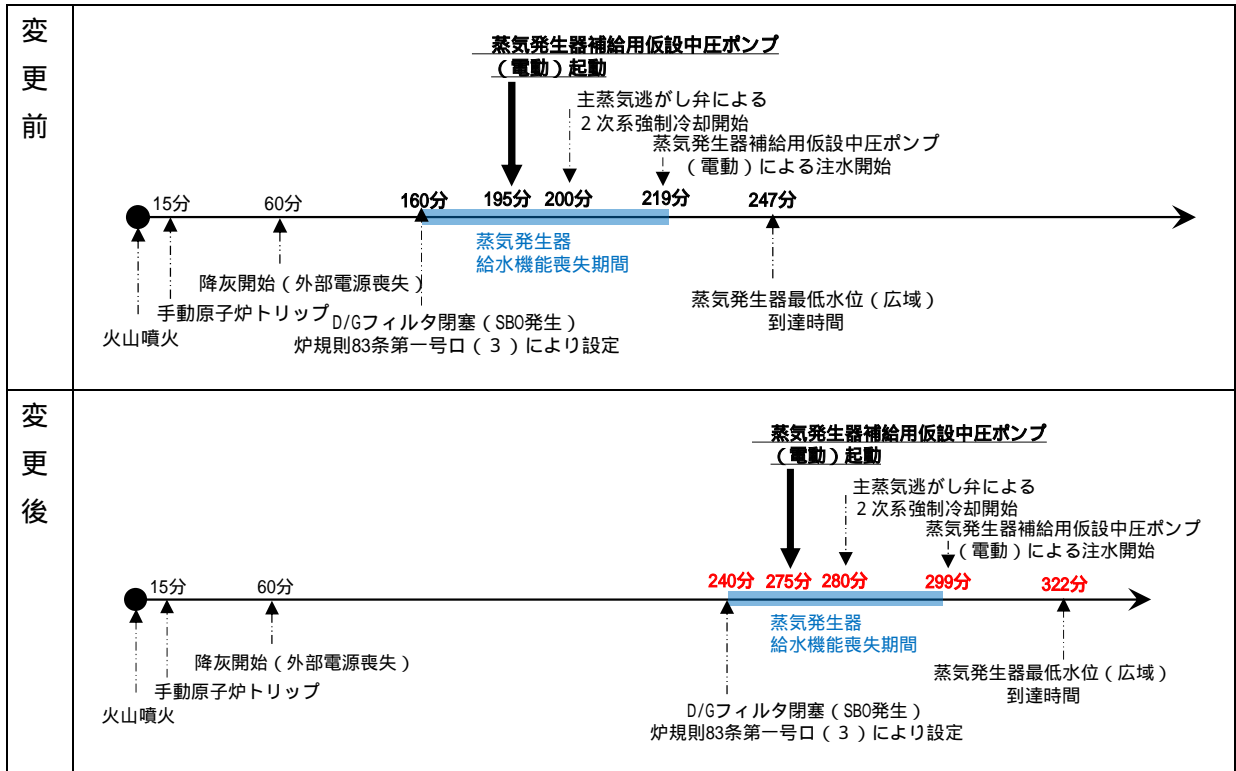 変
更
前
蒸気発生器補給用仮設中圧ポンプ
（電動）起動
主蒸気逃がし弁による
２次系強制冷却開始
蒸気発生器補給用仮設中圧ポンプ
（電動）による注水開始
15分
60分
160分
195分
200分
219分
247分
蒸気発生器
給水機能喪失期間
降灰開始（外部電源喪失）
手動原子炉トリップ
火山噴火
D/Gフィルタ閉塞（SBO発生）
炉規則83条第一号ロ（３）により設定
蒸気発生器最低水位（広域）
到達時間
変
更
後
蒸気発生器補給用仮設中圧ポンプ
（電動）起動
主蒸気逃がし弁による
２次系強制冷却開始
蒸気発生器補給用仮設中圧ポンプ
（電動）による注水開始
15分
60分
240分
275分
280分
299分
322分
蒸気発生器
給水機能喪失期間
降灰開始（外部電源喪失）
手動原子炉トリップ
火山噴火
D/Gフィルタ閉塞（SBO発生）
炉規則83条第一号ロ（３）により設定
蒸気発生器最低水位（広域）
到達時間